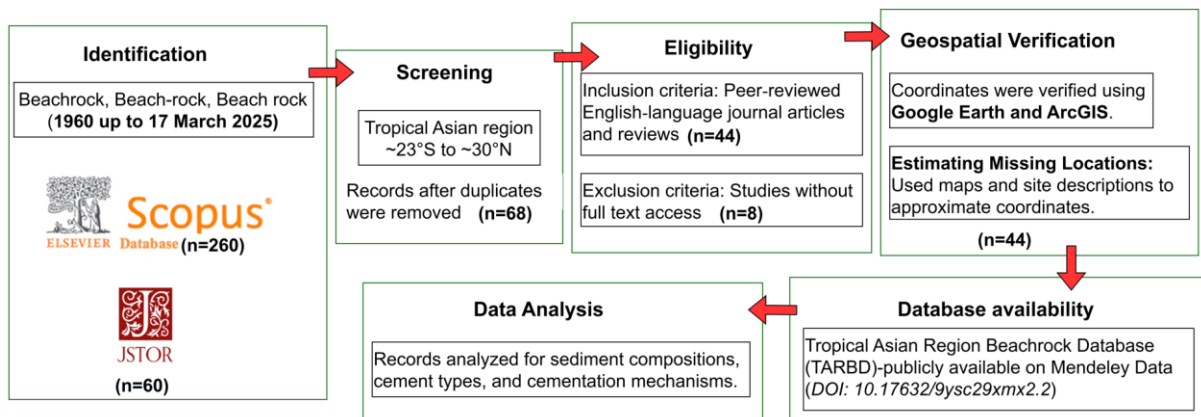 Identification
Beachrock, Beach-rock, Beach rock
(1960 up to 17 March 2025)
ELSEVIER
Scopus®
Database (n=260)
J
JSTOR
(n=60)
Screening
Tropical Asian region
~23°S to ~30°N
Records after duplicates
were removed (n=68)
Eligibility
Inclusion criteria: Peer-reviewed
English-language journal articles
and reviews (n=44)
Exclusion criteria: Studies without
full text access (n=8)
Geospatial Verification
Coordinates were verified using
Google Earth and ArcGIS.
Estimating Missing Locations:
Used maps and site descriptions to
approximate coordinates.
(n=44)
Database availability
Tropical Asian Region Beachrock Database
(TARBD)-publicly available on Mendeley Data
(DOI: 10.17632/9ysc29xmx2.2)
Data Analysis
Records analyzed for sediment compositions,
cement types, and cementation mechanisms.